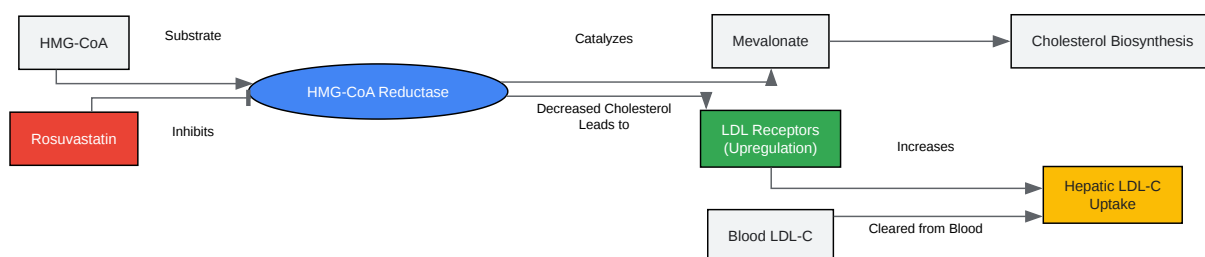 HMG-CoA
Substrate
Catalyzes
Mevalonate
Cholesterol Biosynthesis
HMG-CoA Reductase
Rosuvastatin
Inhibits
Decreased Cholesterol
Leads to
LDL Receptors
(Upregulation)
Increases
Hepatic LDL-C
Uptake
Blood LDL-C
Cleared from Blood